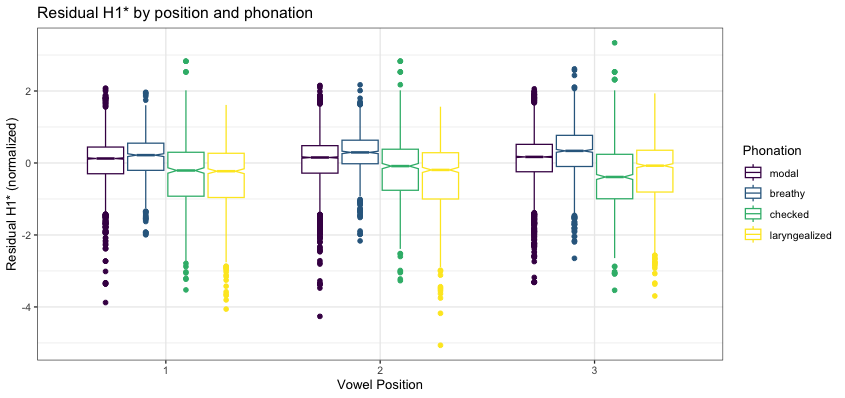 Residual H1* by position and phonation
Residual H1* (normalized)
2
0
-2
-4
1
2
3
Vowel Position
Phonation
modal
breathy
checked
laryngealized